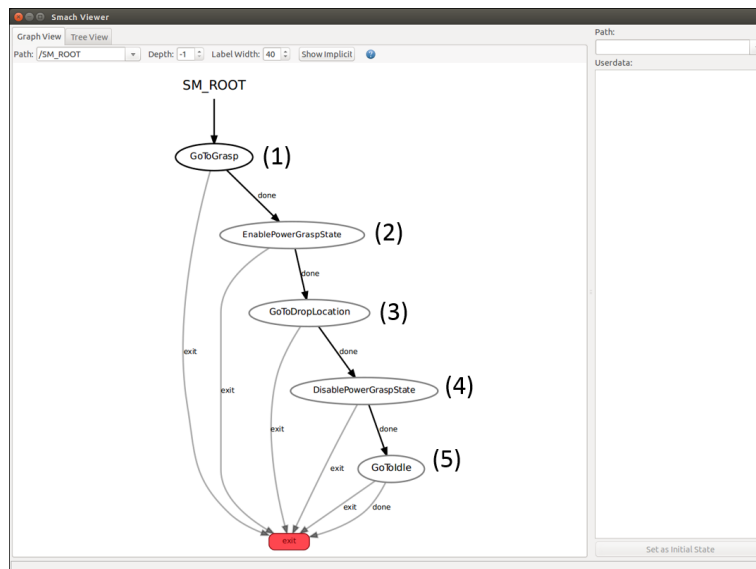 Smach Viewer
Graph View Tree View
Path: /SM_ROOT Depth: -1 Label Width: 40 Show Implicit
Path:
Userdata:
SM_ROOT
GoToGrasp (1)
done
EnablePowerGraspState (2)
done
GoToDropLocation (3)
exit
done
DisablePowerGraspState (4)
exit
exit
done
GoToIdle (5)
exit
exit
done
exit
Set as Initial State